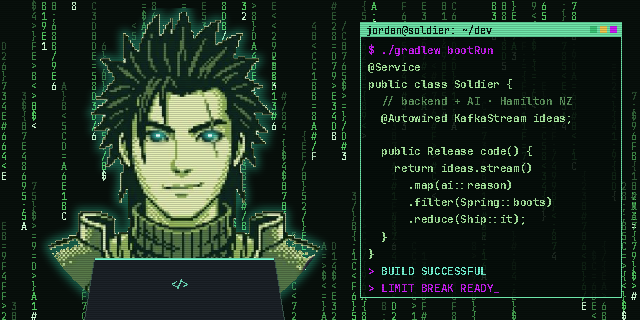 jorden@soldier: ~/dev
$ ./gradlew bootRun
@Service
public class Soldier {
// backend + AI · Hamilton NZ
@Autowired KafkaStream ideas;
public Release code() {
return ideas.stream()
.map(ai::reason)
.filter(Spring::boots)
.reduce(Ship::it);
}
}
> BUILD SUCCESSFUL
> LIMIT BREAK READY_
</>